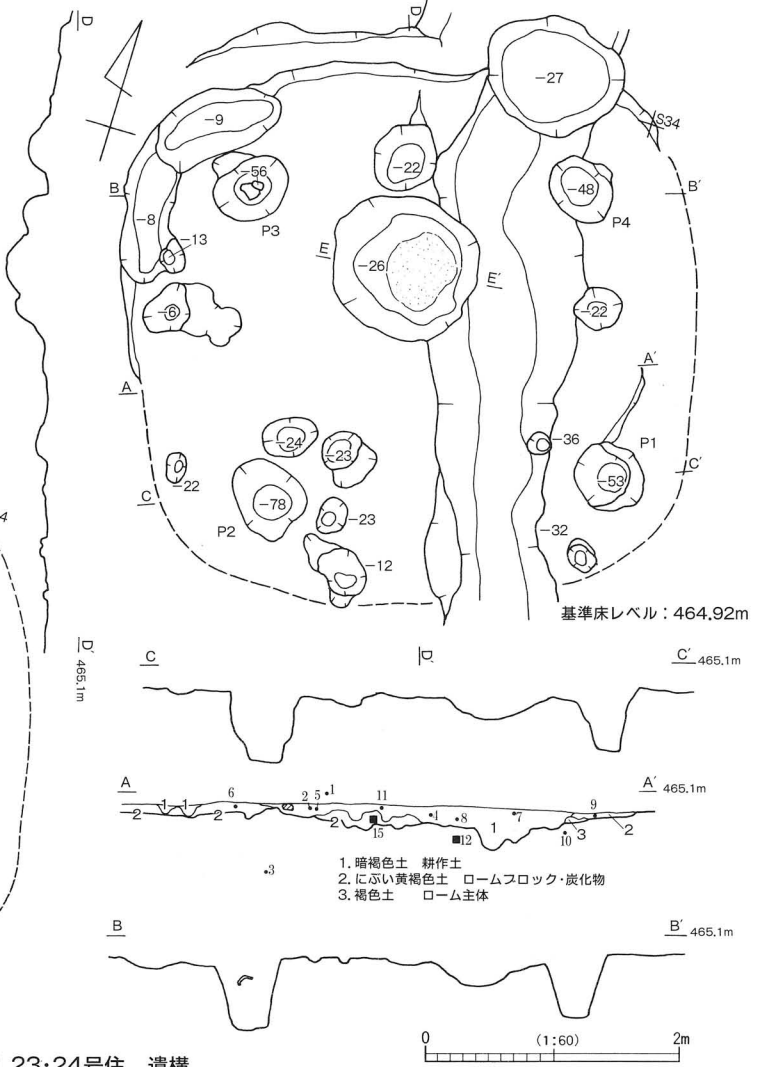 D
D
-27
-9
S34
-22
-56
-48
B
B′
-8
P3
P4
-13
E
-26
E′
-6
-22
A′
A
-24
-36
P1
-23
-22
C′
C
-78
-53
-23
P2
-32
-12
4
基準床レベル：464.92m
D′ 465.1m
D′
C
C′ 465.1m
A
A′ 465.1m
1 1
2 2 6 2 5 1 11 4 8 7 9
2 15 12 1 10 3 2
3
1. 暗褐色土 耕作土
2. にぶい黄褐色土 ロームブロック・炭化物
3. 褐色土 ローム主体
B
B′ 465.1m
0 (1:60) 2m
23・24号住 遺構